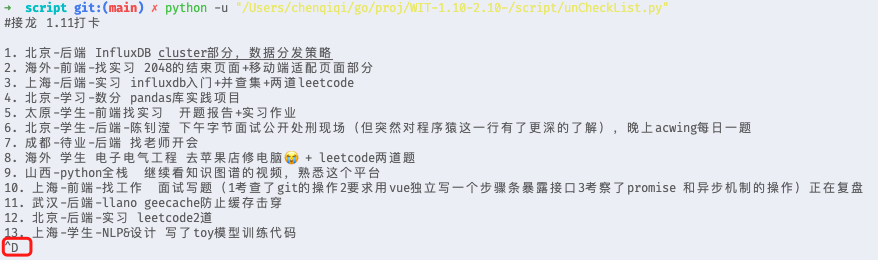 → script git:(main) ✗ python -u "/Users/chenqiqi/go/proj/WIT-1.10-2.10-/script/unCheckList.py"
#接龙 1.11打卡
1. 北京-后端 InfluxDB cluster部分，数据分发策略
2. 海外-前端-找实习 2048的结束页面+移动端适配页面部分
3. 上海-后端-实习 influxdb入门+并查集+两道leetcode
4. 北京-学习-数分 pandas库实践项目
5. 太原-学生-前端找实习 开题报告+实习作业
6. 北京-学生-后端-陈钊滢 下午字节面试公开处刑现场（但突然对程序猿这一行有了更深的了解），晚上acwing每日一题
7. 成都-待业-后端 找老师开会
8. 海外 学生 电子电气工程 去苹果店修电脑😭 + leetcode两道题
9. 山西-python全栈 继续看知识图谱的视频，熟悉这个平台
10. 上海-前端-找工作 面试写题（1考查了git的操作2要求用vue独立写一个步骤条暴露接口3考察了promise 和异步机制的操作）正在复盘
11. 武汉-后端-llano geecache防止缓存击穿
12. 北京-后端-实习 leetcode2道
13. 上海-学生-NLP&设计 写了toy模型训练代码
^D